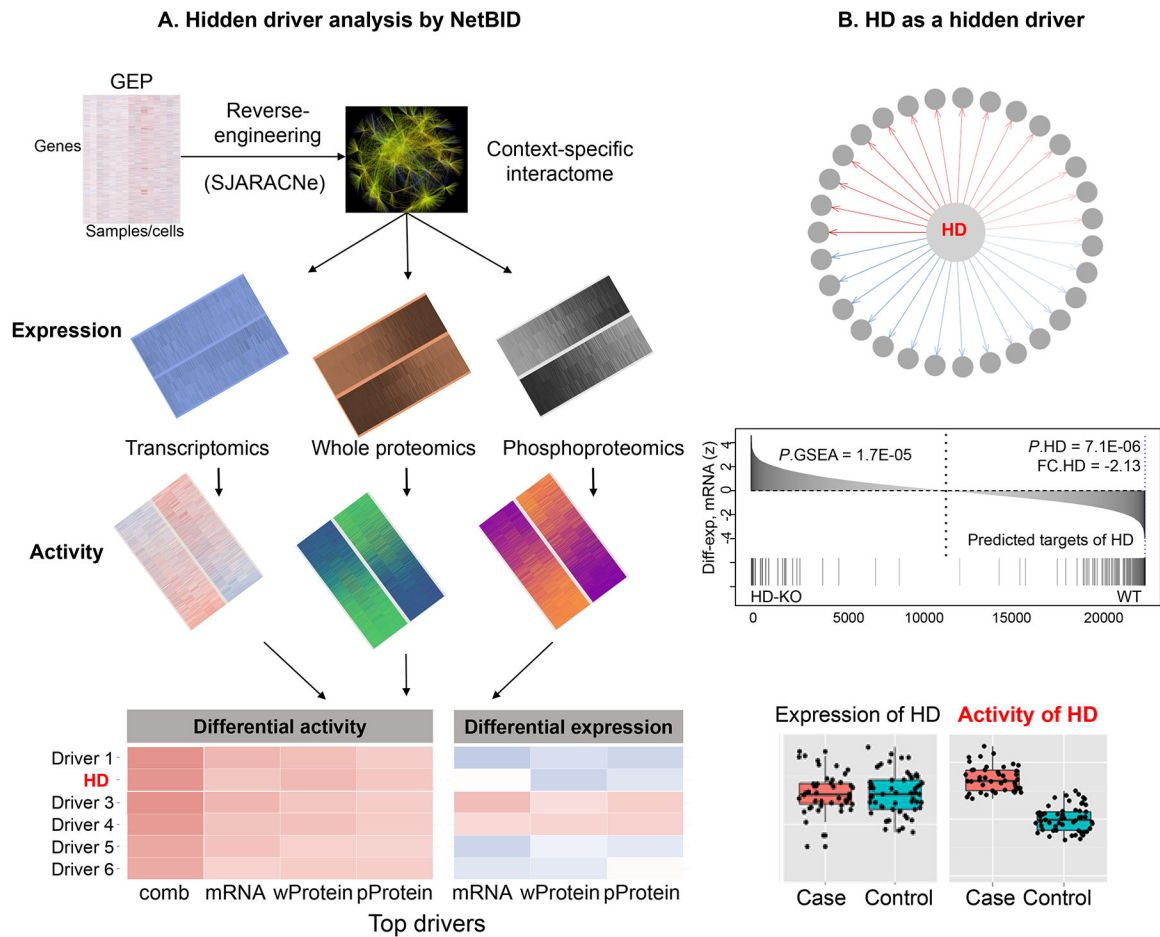 A. Hidden driver analysis by NetBID
GEP
Genes
Samples/cells
Reverse-
engineering
(SJARACNe)
Context-specific
interactome
Expression
Transcriptomics
Whole proteomics
Phosphoproteomics
Activity
Differential activity
Differential expression
Driver 1
HD
Driver 3
Driver 4
Driver 5
Driver 6
comb
mRNA
wProtein
pProtein
mRNA
wProtein
pProtein
Top drivers
B. HD as a hidden driver
HD
Diff-exp, mRNA (z)
4
2
0
-2
-4
P.GSEA = 1.7E-05
P.HD = 7.1E-06
FC.HD = -2.13
Predicted targets of HD
HD-KO
WT
0
5000
10000
15000
20000
Expression of HD
Activity of HD
Case
Control
Case
Control